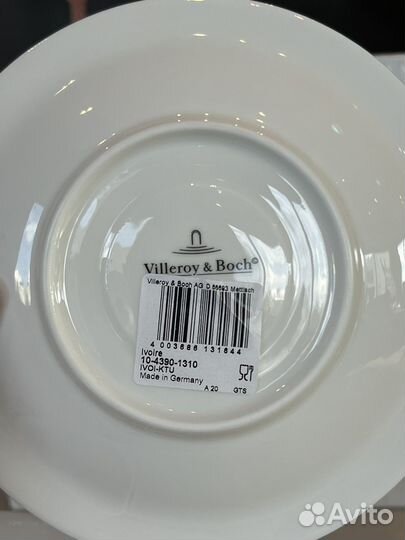 Villeroy & Boch®
Villeroy & Boch AG D 66693 Mettlach
4 003686 131644
Ivoire
10-4390-1310
IVOI-KTU
Made in Germany
A 20 GTS
Avito